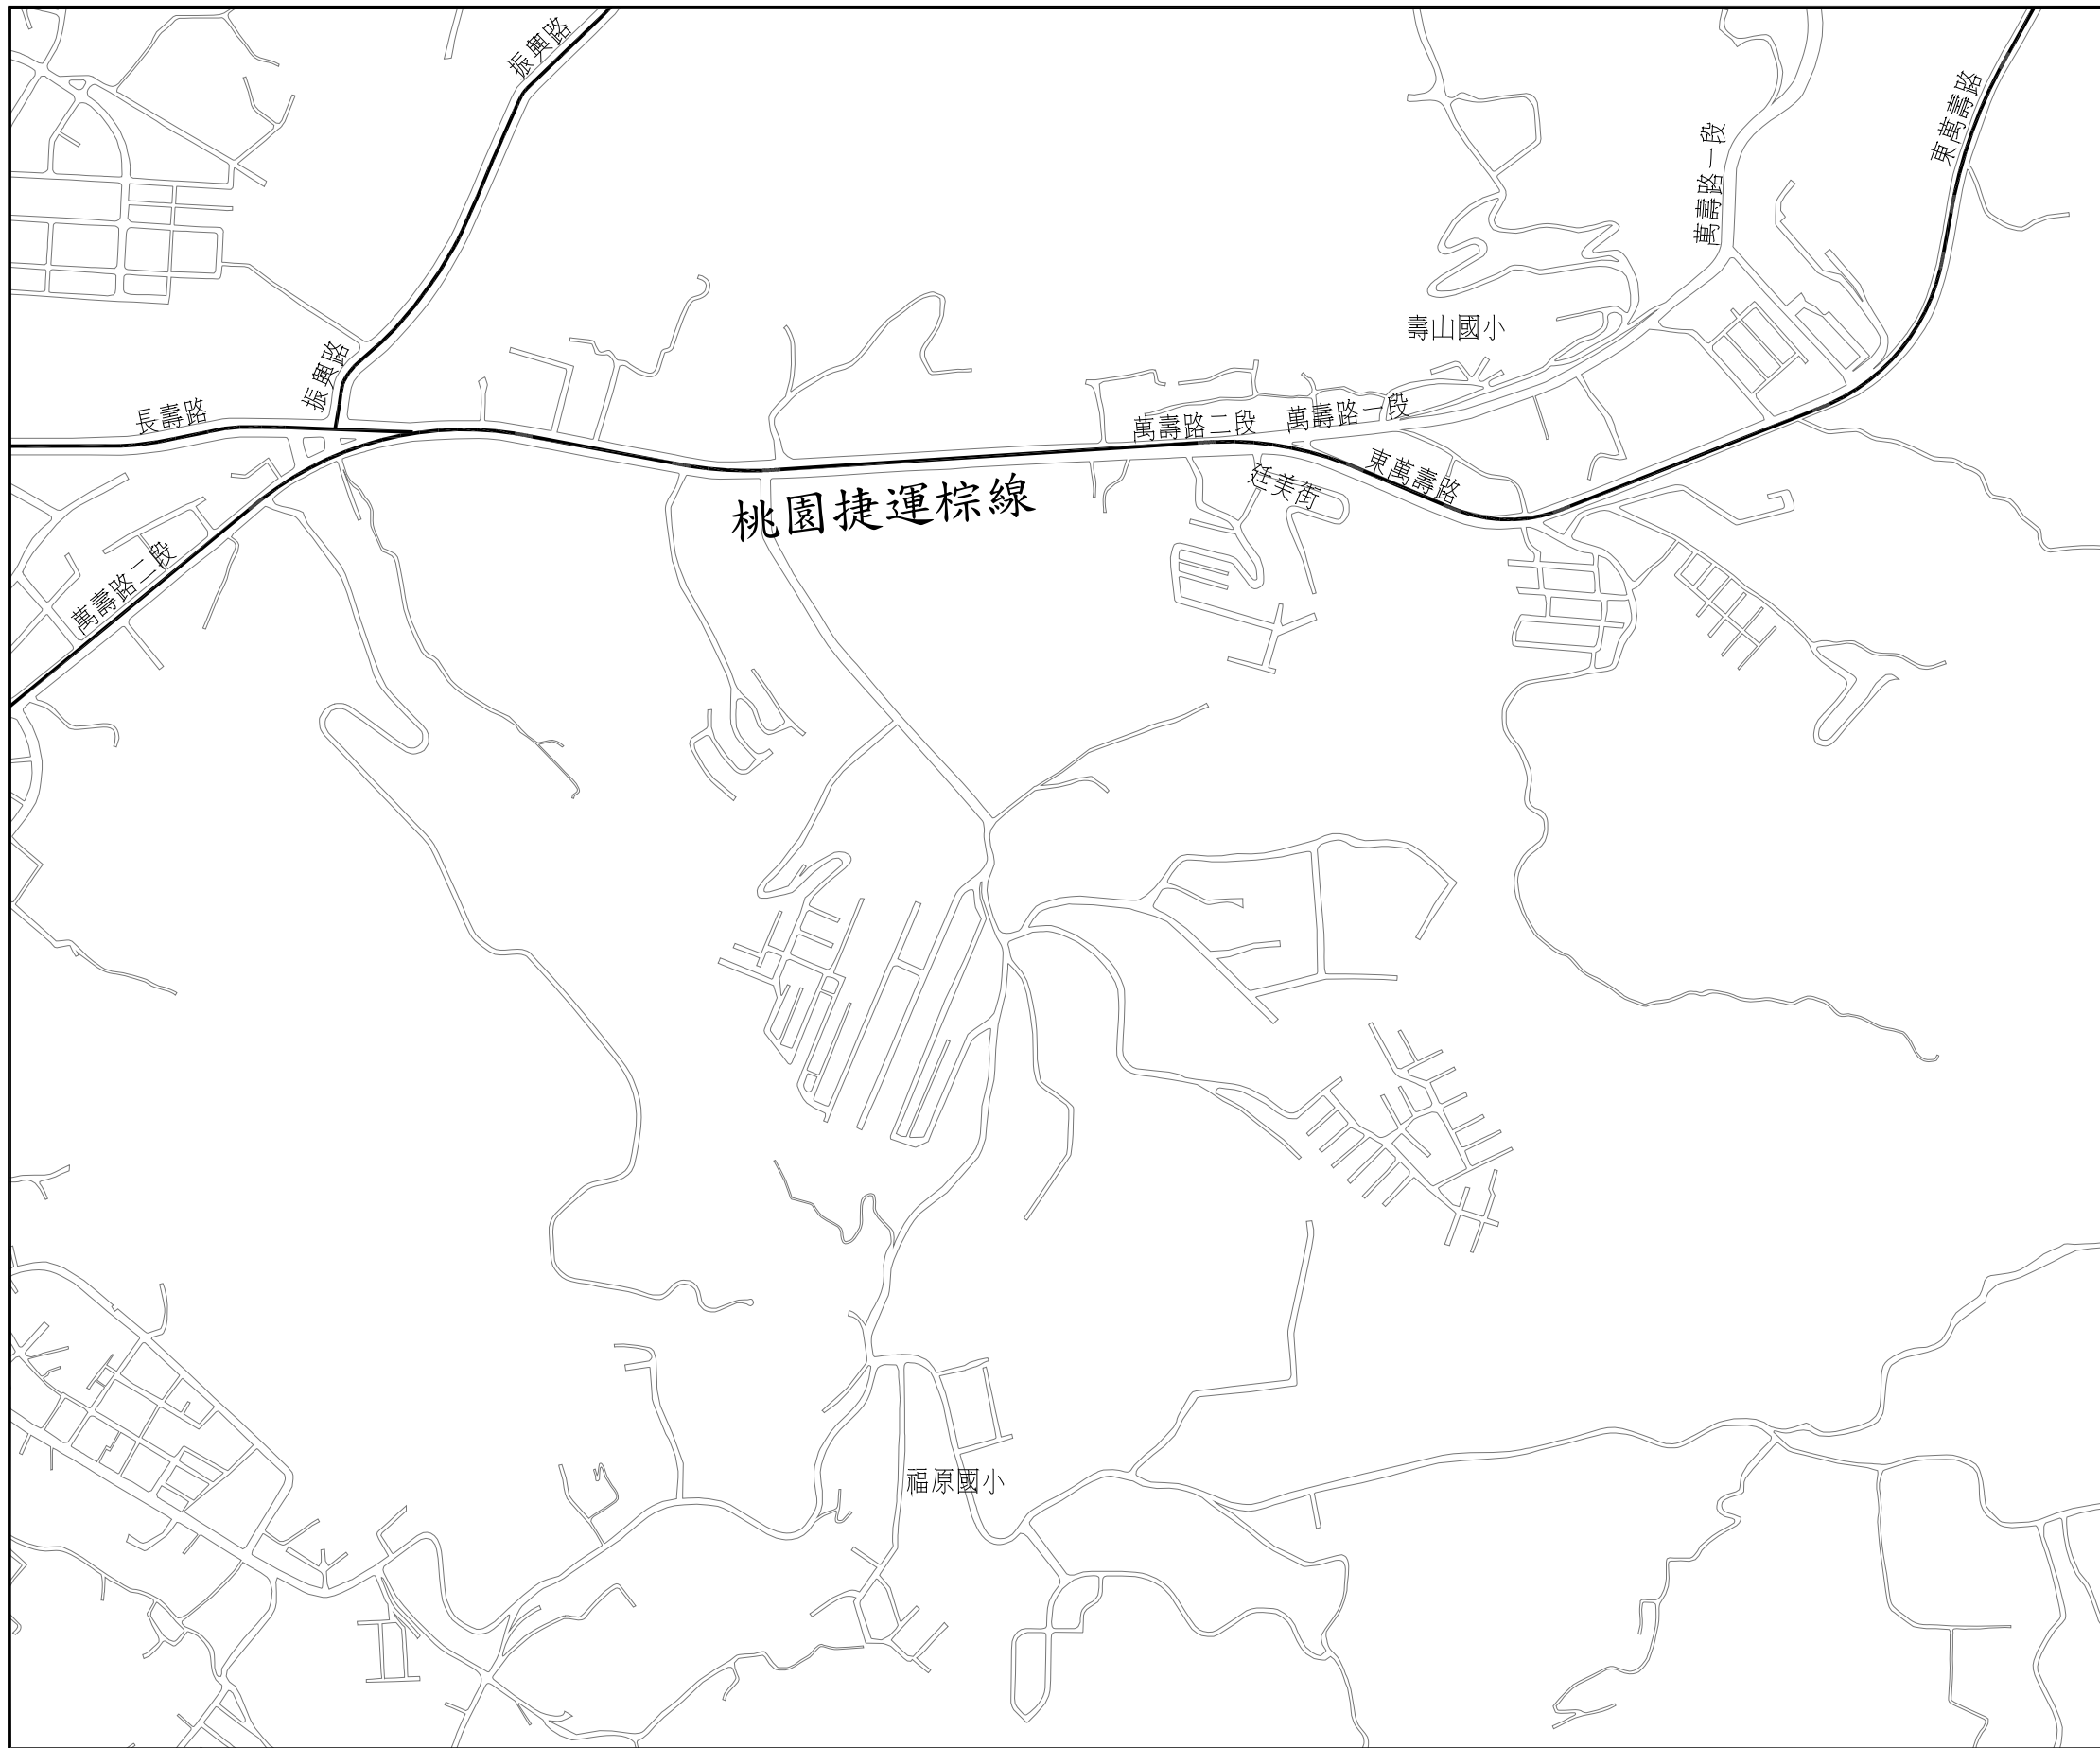 振興路
東萬壽路
萬壽路一段
壽山國小
振興路
長壽路
萬壽路二段
萬壽路一段
東萬壽路
廷美街
桃園捷運棕線
萬壽路二段
福原國小